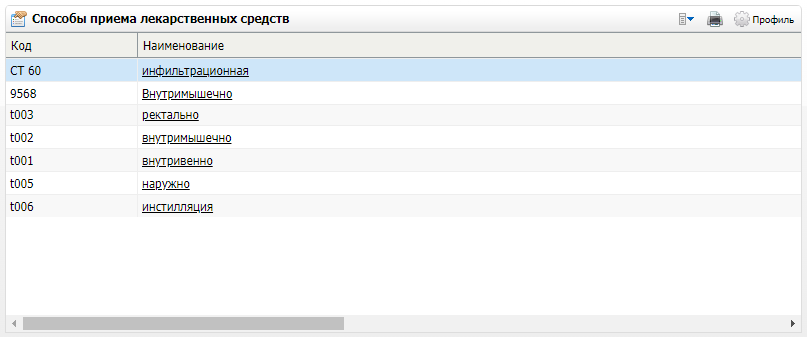 Способы приема лекарственных средств Профиль
Код Наименование
СТ 60 инфильтрационная
9568 Внутримышечно
t003 ректально
t002 внутримышечно
t001 внутривенно
t005 наружно
t006 инстилляция